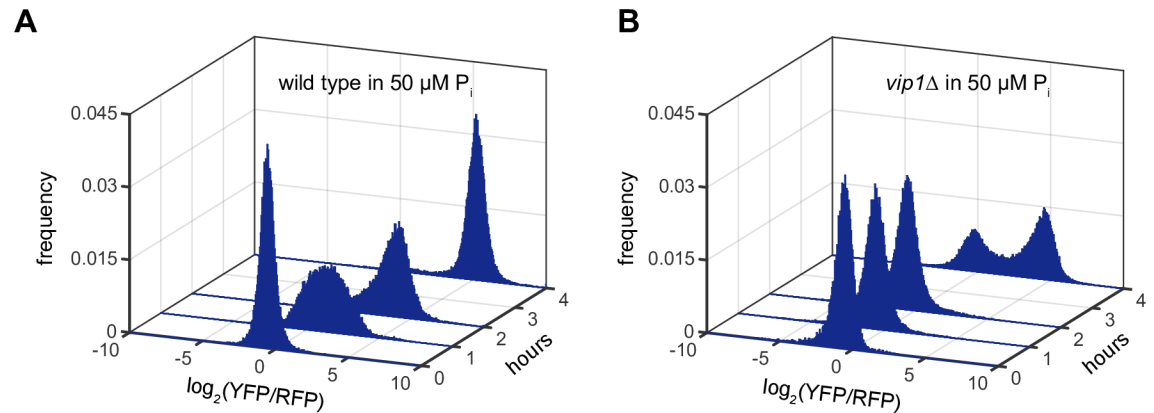 A
wild type in 50 µM Pi
0.045
0.03
0.015
0
frequency
-10
-5
0
5
10
log2(YFP/RFP)
0
1
2
3
4
hours
B
vip1Δ in 50 µM Pi
0.045
0.03
0.015
0
frequency
-10
-5
0
5
10
log2(YFP/RFP)
0
1
2
3
4
hours